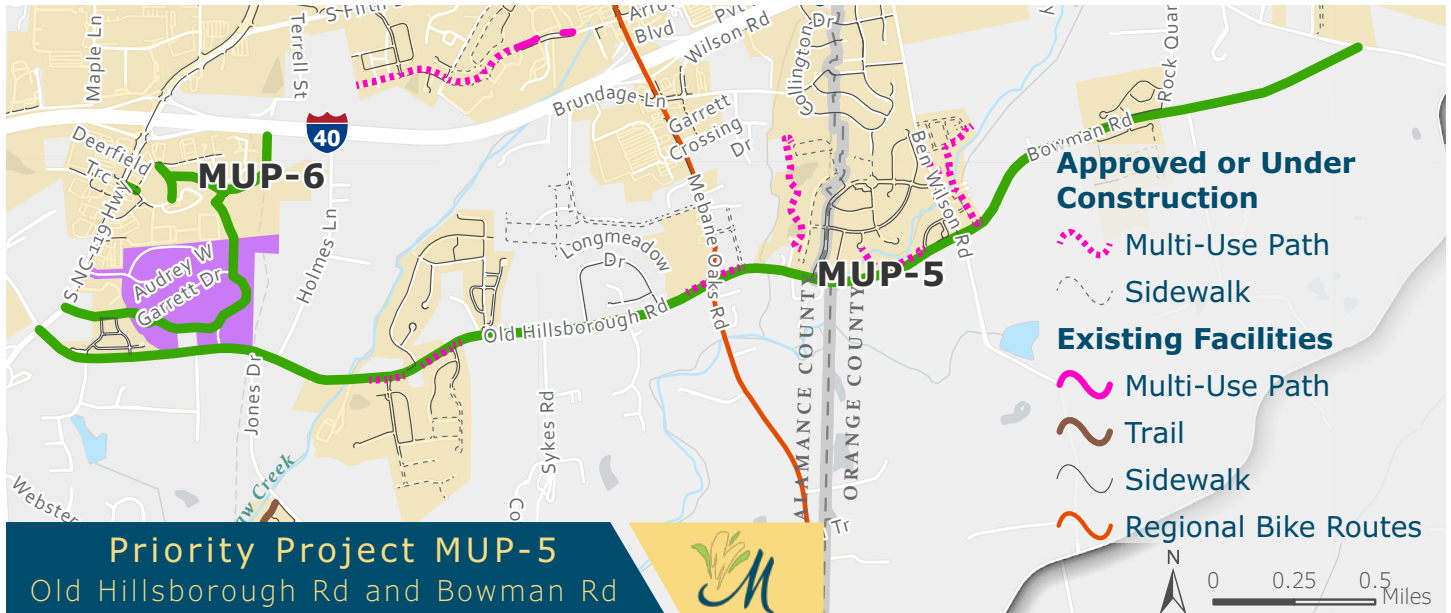 Maple Ln
Terrell St
S Fifth
Arro
Blvd
Pvt
Wilson Rd
Collington
Dr
y
Rock Quar
Brundage Ln
Garrett
Crossing
Dr
40
Deerfield
Trc
MUP-6
S NC-119 Hwy
Holmes Ln
Audrey W
Garrett Dr
Longmeadow
Dr
Mebane Oaks Rd
Ben Wilson Rd
Bowman Rd
MUP-5
Old Hillsborough Rd
Jones Dr
Sykes Rd
Co
ALAMANCE COUNTY
ORANGE COUNTY
Tr
Webster
aw Creek
Approved or Under
Construction
Multi-Use Path
Sidewalk
Existing Facilities
Multi-Use Path
Trail
Sidewalk
Regional Bike Routes
Priority Project MUP-5
Old Hillsborough Rd and Bowman Rd
M
N
0 0.25 0.5 Miles